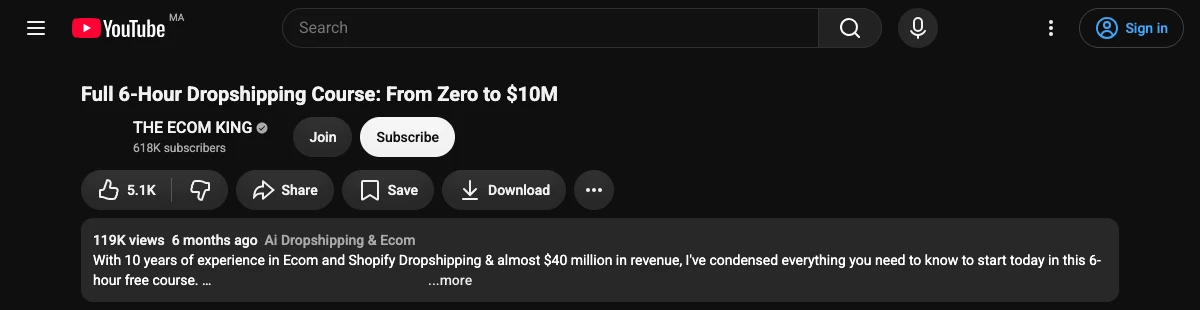 YouTube MA
Search
Sign in
Full 6-Hour Dropshipping Course: From Zero to $10M
THE ECOM KING
618K subscribers
Join
Subscribe
5.1K
Share
Save
Download
119K views 6 months ago Ai Dropshipping & Ecom
With 10 years of experience in Ecom and Shopify Dropshipping & almost $40 million in revenue, I've condensed everything you need to know to start today in this 6-
hour free course. ...
...more